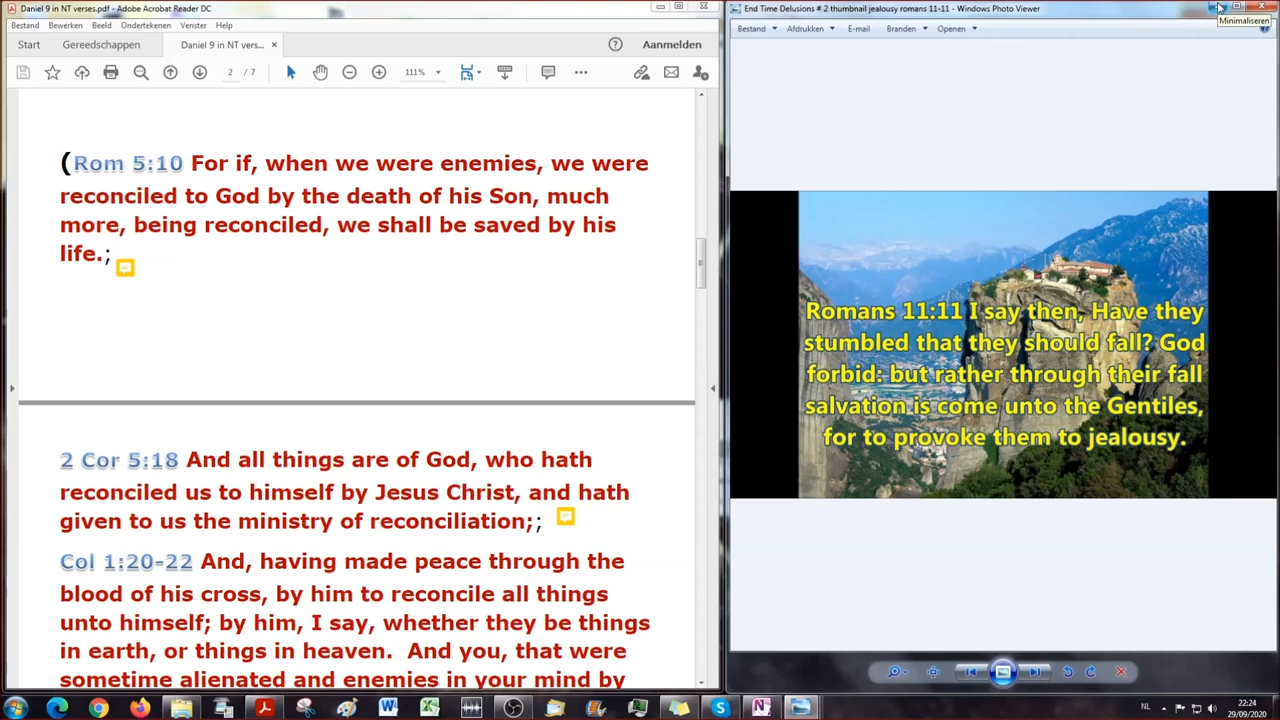 Daniel 9 in NT verses.pdf - Adobe Acrobat Reader DC
Bestand Bewerken Beeld Ondertekenen Venster Help
Start Gereedschappen Daniel 9 in NT vers... × Aanmelden
2 / 7 111%
(Rom 5:10 For if, when we were enemies, we were
reconciled to God by the death of his Son, much
more, being reconciled, we shall be saved by his
life.;
2 Cor 5:18 And all things are of God, who hath
reconciled us to himself by Jesus Christ, and hath
given to us the ministry of reconciliation;;
Col 1:20-22 And, having made peace through the
blood of his cross, by him to reconcile all things
unto himself; by him, I say, whether they be things
in earth, or things in heaven. And you, that were
sometime alienated and enemies in your mind by
End Time Delusions # 2 thumbnail jealousy romans 11-11 - Windows Photo Viewer
Minimaliseren
Bestand Afdrukken E-mail Branden Openen
Romans 11:11 I say then, Have they
stumbled that they should fall? God
forbid: but rather through their fall
salvation is come unto the Gentiles,
for to provoke them to jealousy.
NL
22:24
29/09/2020